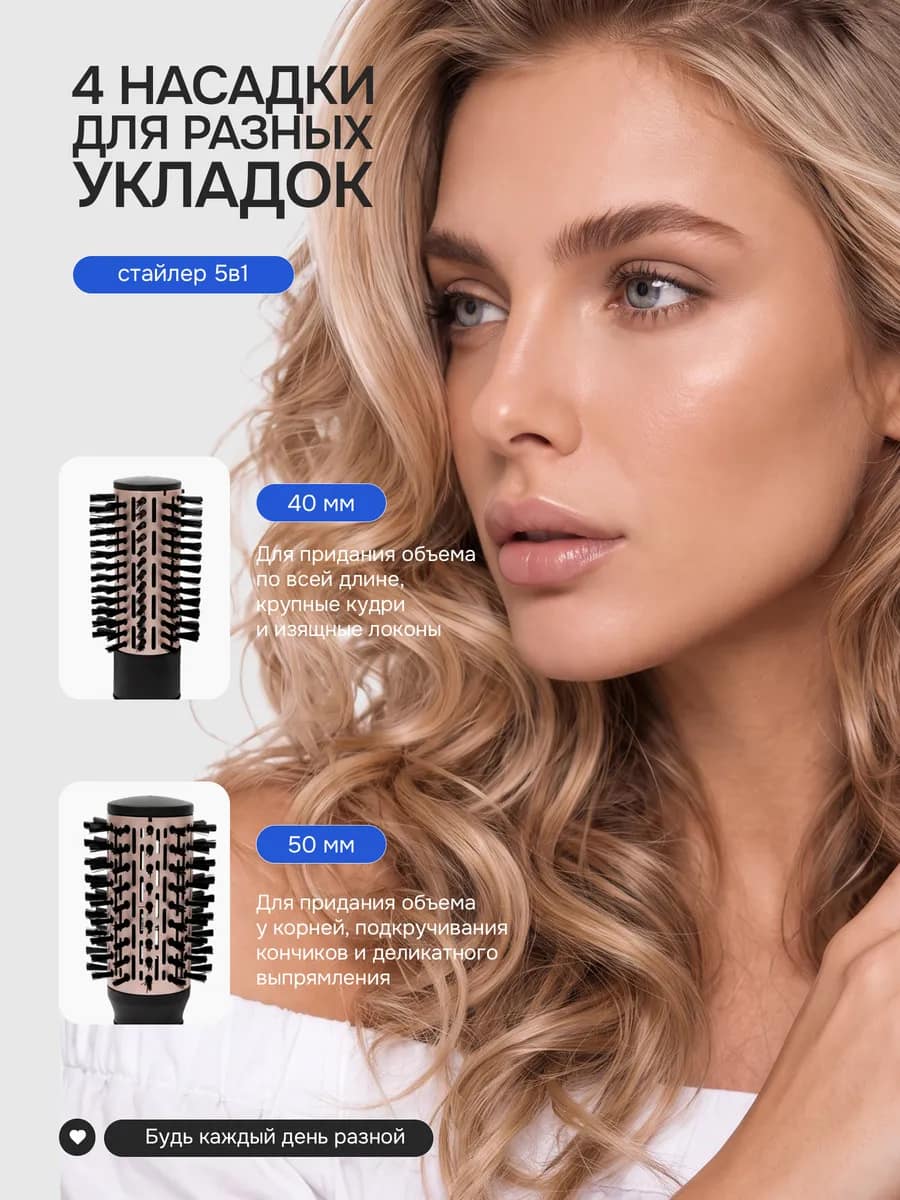 4 НАСАДКИ
ДЛЯ РАЗНЫХ
УКЛАДОК
стайлер 5в1
40 мм
Для придания объема
по всей длине,
крупные кудри
и изящные локоны
50 мм
Для придания объема
у корней, подкручивания
кончиков и деликатного
выпрямления
Будь каждый день разной